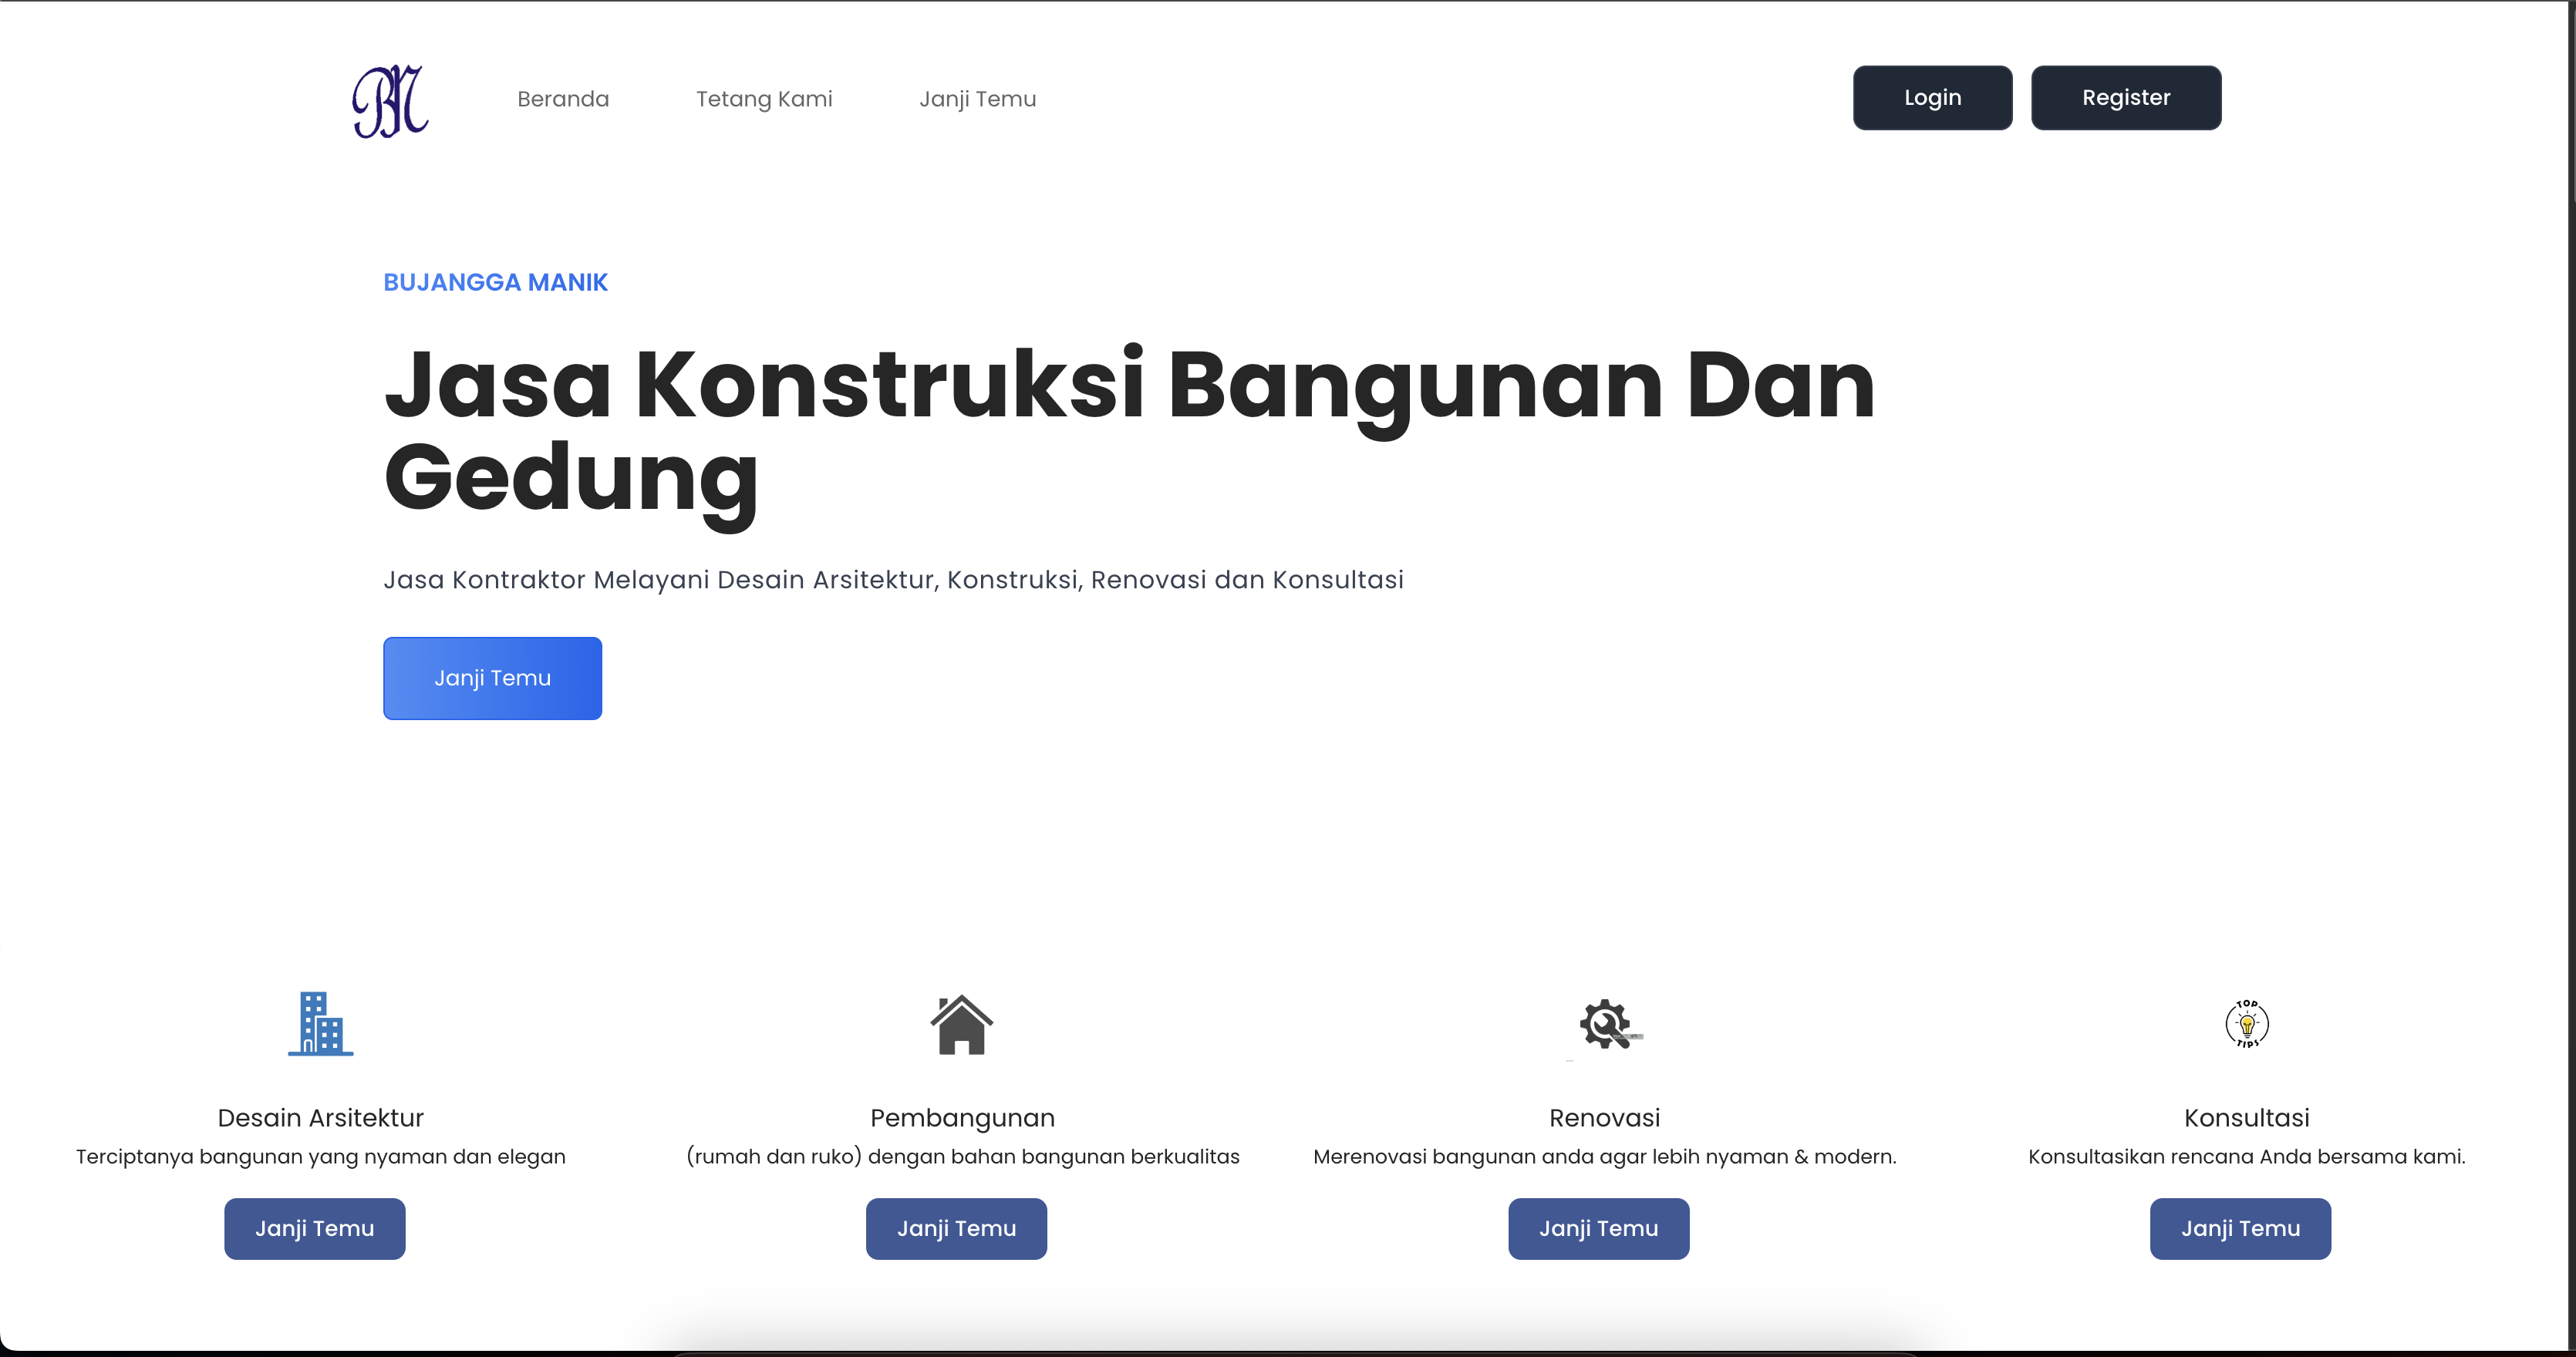 BM
Beranda
Tetang Kami
Janji Temu
Login
Register
BUJANGGA MANIK
Jasa Konstruksi Bangunan Dan
Gedung
Jasa Kontraktor Melayani Desain Arsitektur, Konstruksi, Renovasi dan Konsultasi
Janji Temu
TOP
TIPS
Desain Arsitektur
Terciptanya bangunan yang nyaman dan elegan
Janji Temu
Pembangunan
(rumah dan ruko) dengan bahan bangunan berkualitas
Janji Temu
Renovasi
Merenovasi bangunan anda agar lebih nyaman & modern.
Janji Temu
Konsultasi
Konsultasikan rencana Anda bersama kami.
Janji Temu